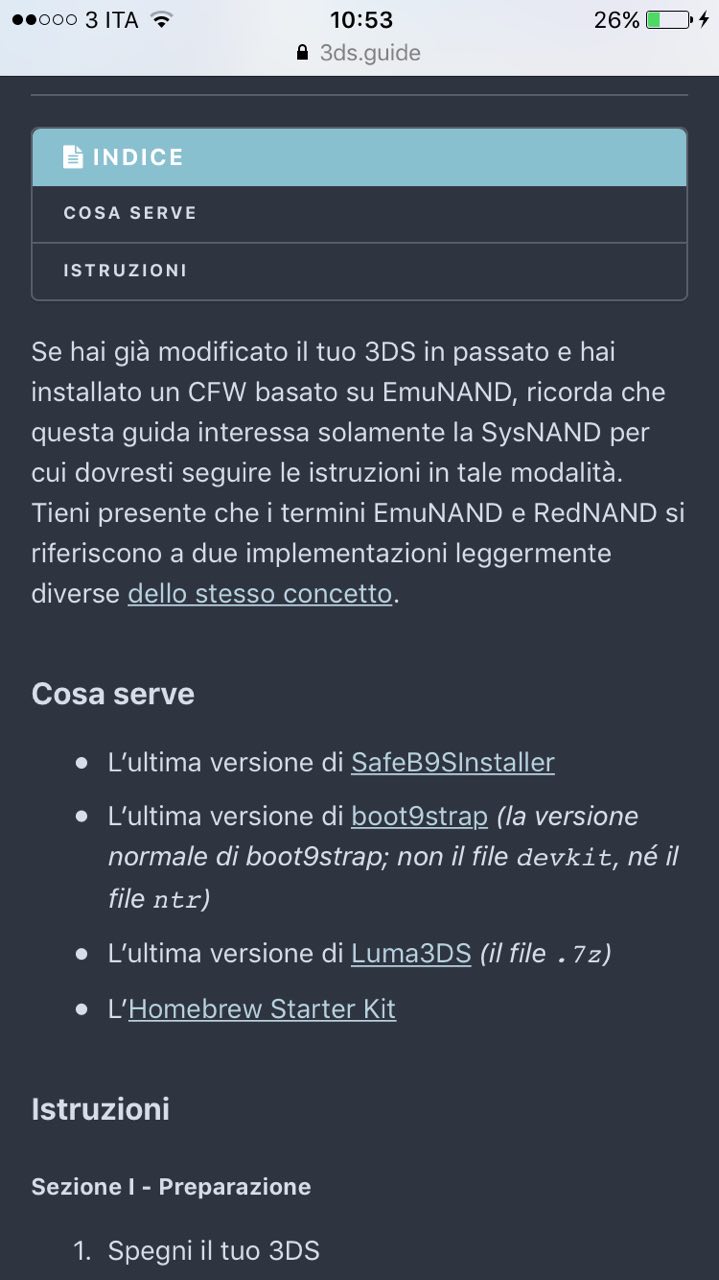 3 ITA 10:53 26%
3ds.guide
INDICE
COSA SERVE
ISTRUZIONI
Se hai già modificato il tuo 3DS in passato e hai
installato un CFW basato su EmuNAND, ricorda che
questa guida interessa solamente la SysNAND per
cui dovresti seguire le istruzioni in tale modalità.
Tieni presente che i termini EmuNAND e RedNAND si
riferiscono a due implementazioni leggermente
diverse dello stesso concetto.
Cosa serve
• L’ultima versione di SafeB9SInstaller
• L’ultima versione di boot9strap (la versione
normale di boot9strap; non il file devkit, né il
file ntr)
• L’ultima versione di Luma3DS (il file .7z)
• L’Homebrew Starter Kit
Istruzioni
Sezione I - Preparazione
1. Spegni il tuo 3DS